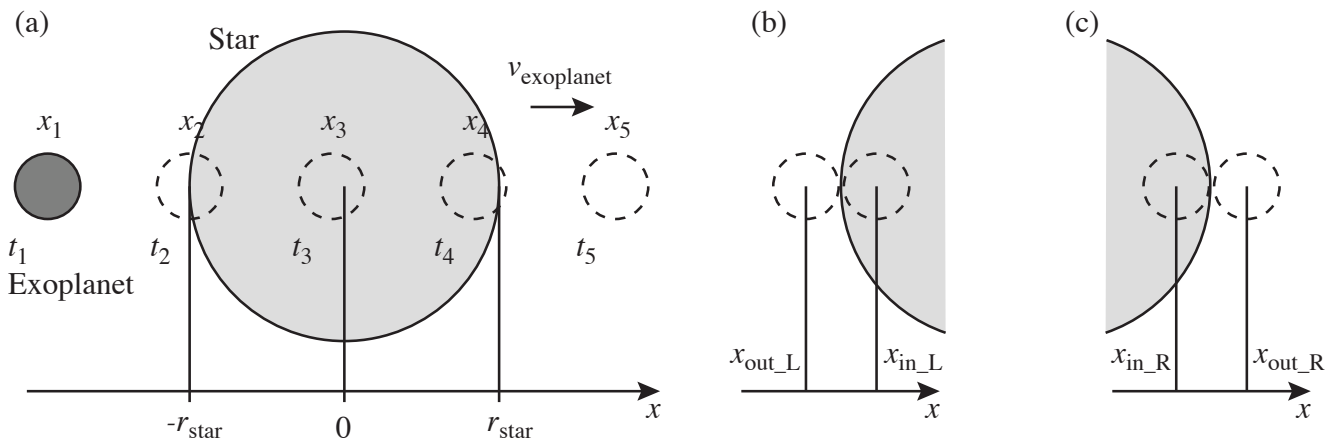 (a)
Star
v_exoplanet
x_1 x_2 x_3 x_4 x_5
t_1 t_2 t_3 t_4 t_5
Exoplanet
-r_star 0 r_star x
(b)
x_out_L x_in_L
x
(c)
x_in_R x_out_R
x